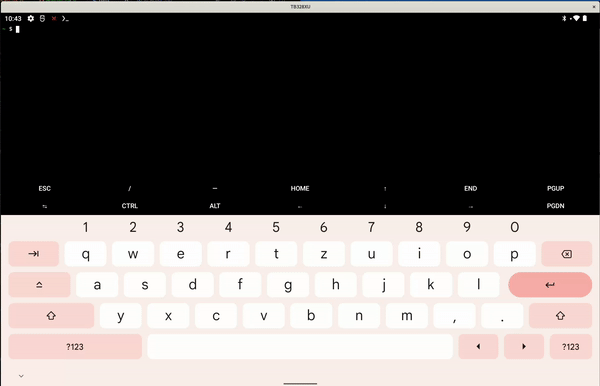 TB328XU
10:43
~ $
ESC / — HOME ↑ END PGUP
↹ CTRL ALT ← ↓ → PGDN
1 2 3 4 5 6 7 8 9 0
q w e r t z u i o p
a s d f g h j k l
y x c v b n m , .
?123 ?123